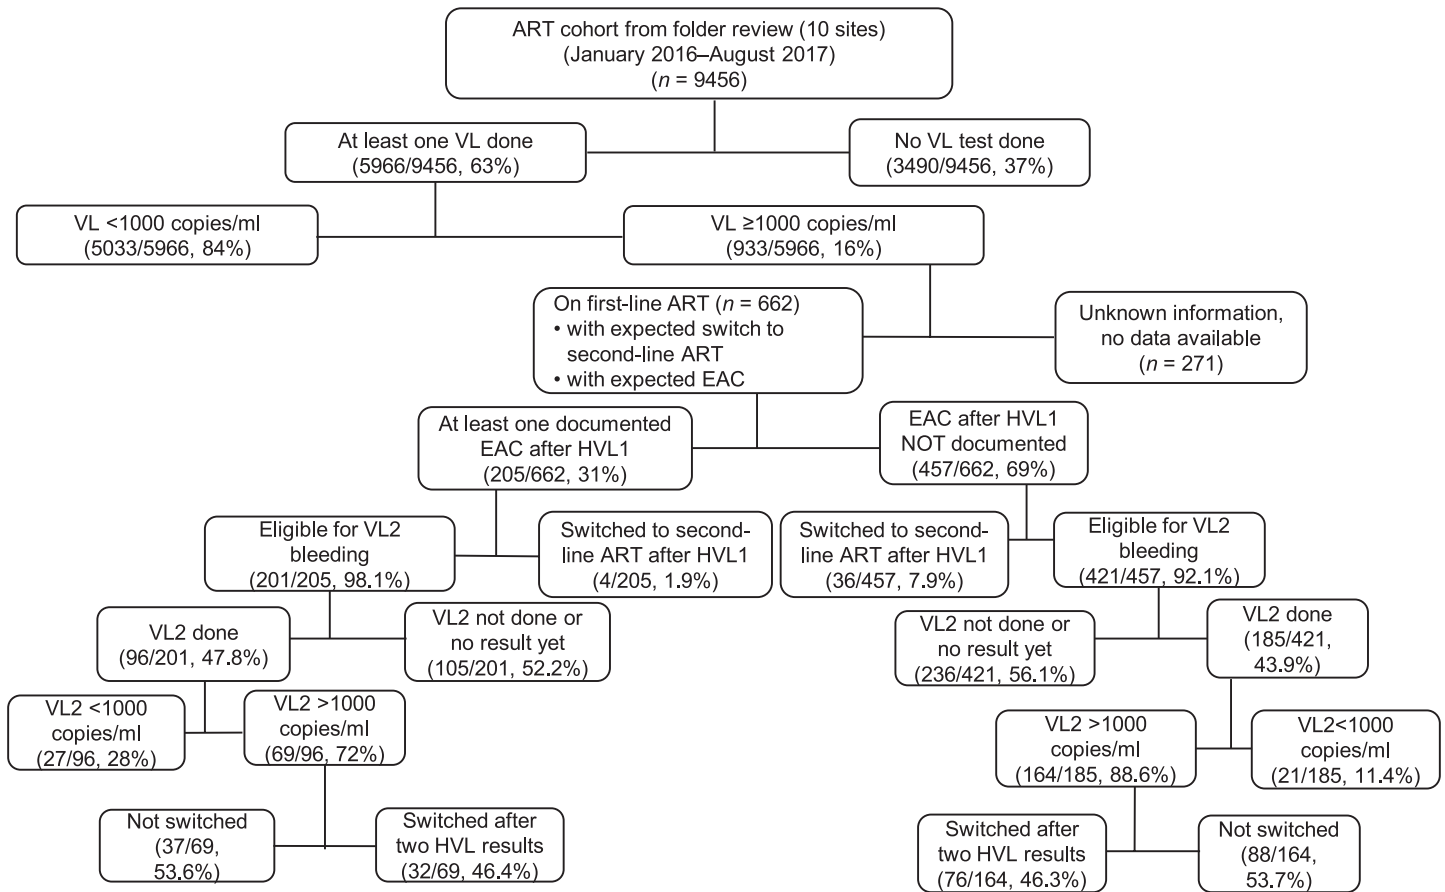 ART cohort from folder review (10 sites)
(January 2016–August 2017)
(n = 9456)
At least one VL done
(5966/9456, 63%)
No VL test done
(3490/9456, 37%)
VL <1000 copies/ml
(5033/5966, 84%)
VL ≥1000 copies/ml
(933/5966, 16%)
On first-line ART (n = 662)
• with expected switch to
second-line ART
• with expected EAC
Unknown information,
no data available
(n = 271)
At least one documented
EAC after HVL1
(205/662, 31%)
EAC after HVL1
NOT documented
(457/662, 69%)
Eligible for VL2
bleeding
(201/205, 98.1%)
Switched to second-
line ART after HVL1
(4/205, 1.9%)
Switched to second-
line ART after HVL1
(36/457, 7.9%)
Eligible for VL2
bleeding
(421/457, 92.1%)
VL2 done
(96/201, 47.8%)
VL2 not done or
no result yet
(105/201, 52.2%)
VL2 not done or
no result yet
(236/421, 56.1%)
VL2 done
(185/421,
43.9%)
VL2 <1000
copies/ml
(27/96, 28%)
VL2 >1000
copies/ml
(69/96, 72%)
VL2 >1000
copies/ml
(164/185, 88.6%)
VL2<1000
copies/ml
(21/185, 11.4%)
Not switched
(37/69,
53.6%)
Switched after
two HVL results
(32/69, 46.4%)
Switched after
two HVL results
(76/164, 46.3%)
Not switched
(88/164,
53.7%)